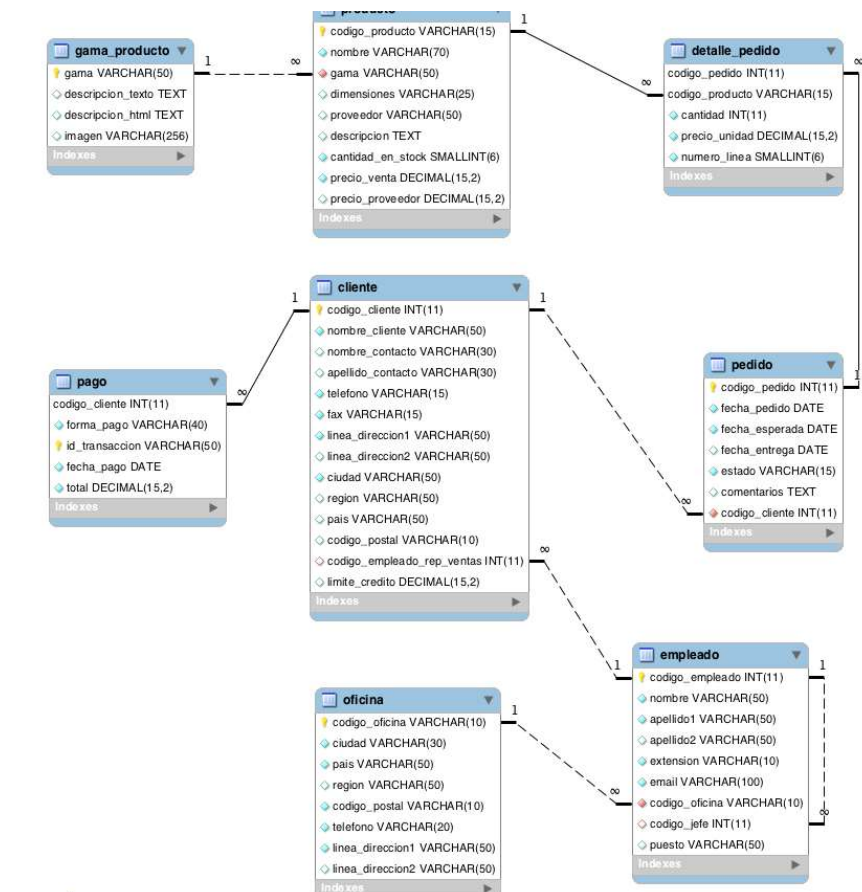 producto
codigo_producto VARCHAR(15)
nombre VARCHAR(70)
gama VARCHAR(50)
dimensiones VARCHAR(25)
proveedor VARCHAR(50)
descripcion TEXT
cantidad_en_stock SMALLINT(6)
precio_venta DECIMAL(15,2)
precio_proveedor DECIMAL(15,2)
Indexes
gama_producto
gama VARCHAR(50)
descripcion_texto TEXT
descripcion_html TEXT
imagen VARCHAR(256)
Indexes
1
∞
1
∞
detalle_pedido
codigo_pedido INT(11)
codigo_producto VARCHAR(15)
cantidad INT(11)
precio_unidad DECIMAL(15,2)
numero_linea SMALLINT(6)
Indexes
∞
1
cliente
codigo_cliente INT(11)
nombre_cliente VARCHAR(50)
nombre_contacto VARCHAR(30)
apellido_contacto VARCHAR(30)
telefono VARCHAR(15)
fax VARCHAR(15)
linea_direccion1 VARCHAR(50)
linea_direccion2 VARCHAR(50)
ciudad VARCHAR(50)
region VARCHAR(50)
pais VARCHAR(50)
codigo_postal VARCHAR(10)
codigo_empleado_rep_ventas INT(11)
limite_credito DECIMAL(15,2)
Indexes
1
∞
pago
codigo_cliente INT(11)
forma_pago VARCHAR(40)
id_transaccion VARCHAR(50)
fecha_pago DATE
total DECIMAL(15,2)
Indexes
1
∞
pedido
codigo_pedido INT(11)
fecha_pedido DATE
fecha_esperada DATE
fecha_entrega DATE
estado VARCHAR(15)
comentarios TEXT
codigo_cliente INT(11)
Indexes
∞
1
empleado
codigo_empleado INT(11)
nombre VARCHAR(50)
apellido1 VARCHAR(50)
apellido2 VARCHAR(50)
extension VARCHAR(10)
email VARCHAR(100)
codigo_oficina VARCHAR(10)
codigo_jefe INT(11)
puesto VARCHAR(50)
Indexes
1
∞
oficina
codigo_oficina VARCHAR(10)
ciudad VARCHAR(30)
pais VARCHAR(50)
region VARCHAR(50)
codigo_postal VARCHAR(10)
telefono VARCHAR(20)
linea_direccion1 VARCHAR(50)
linea_direccion2 VARCHAR(50)
Indexes
1
∞